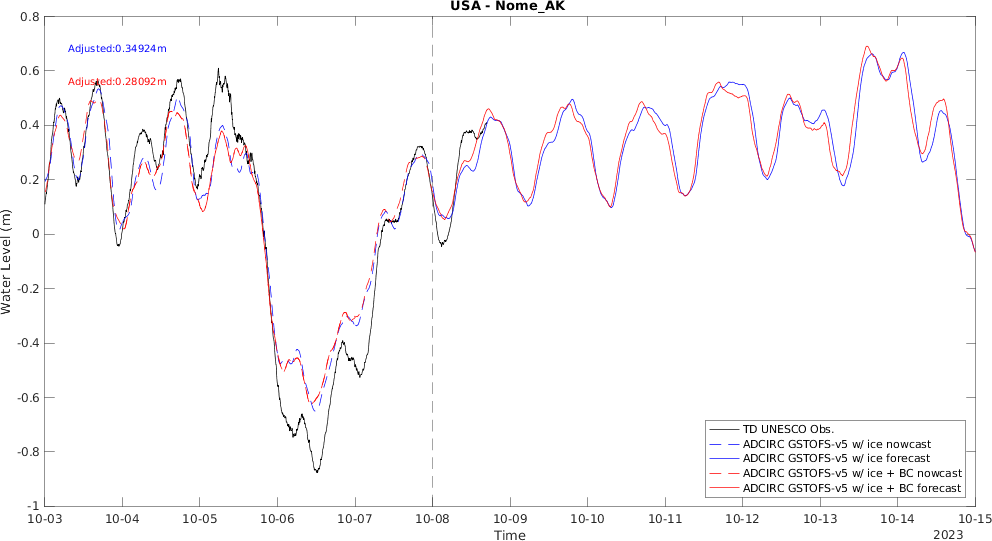 USA - Nome_AK
Adjusted:0.34924m
Adjusted:0.28092m
Water Level (m)
0.8
0.6
0.4
0.2
0
-0.2
-0.4
-0.6
-0.8
-1
TD UNESCO Obs.
ADCIRC GSTOFS-v5 w/ ice nowcast
ADCIRC GSTOFS-v5 w/ ice forecast
ADCIRC GSTOFS-v5 w/ ice + BC nowcast
ADCIRC GSTOFS-v5 w/ ice + BC forecast
10-03 10-04 10-05 10-06 10-07 10-08 10-09 10-10 10-11 10-12 10-13 10-14 10-15
Time
2023